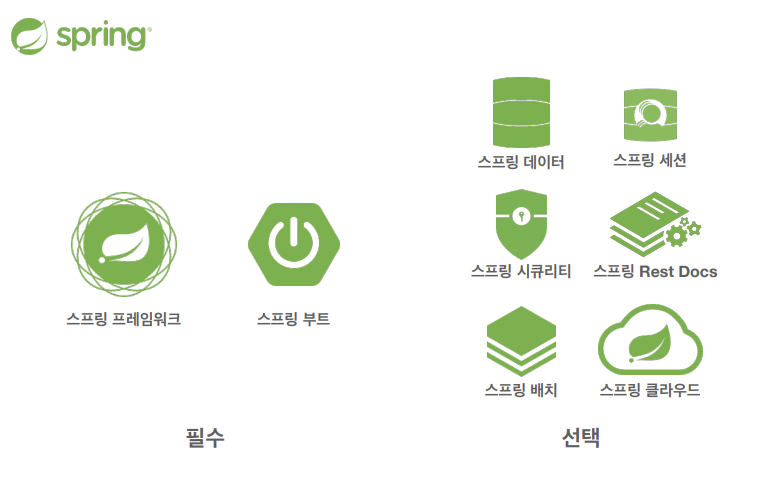 spring
스프링 데이터
스프링 세션
스프링 시큐리티
스프링 Rest Docs
스프링 프레임워크
스프링 부트
스프링 배치
스프링 클라우드
필수
선택